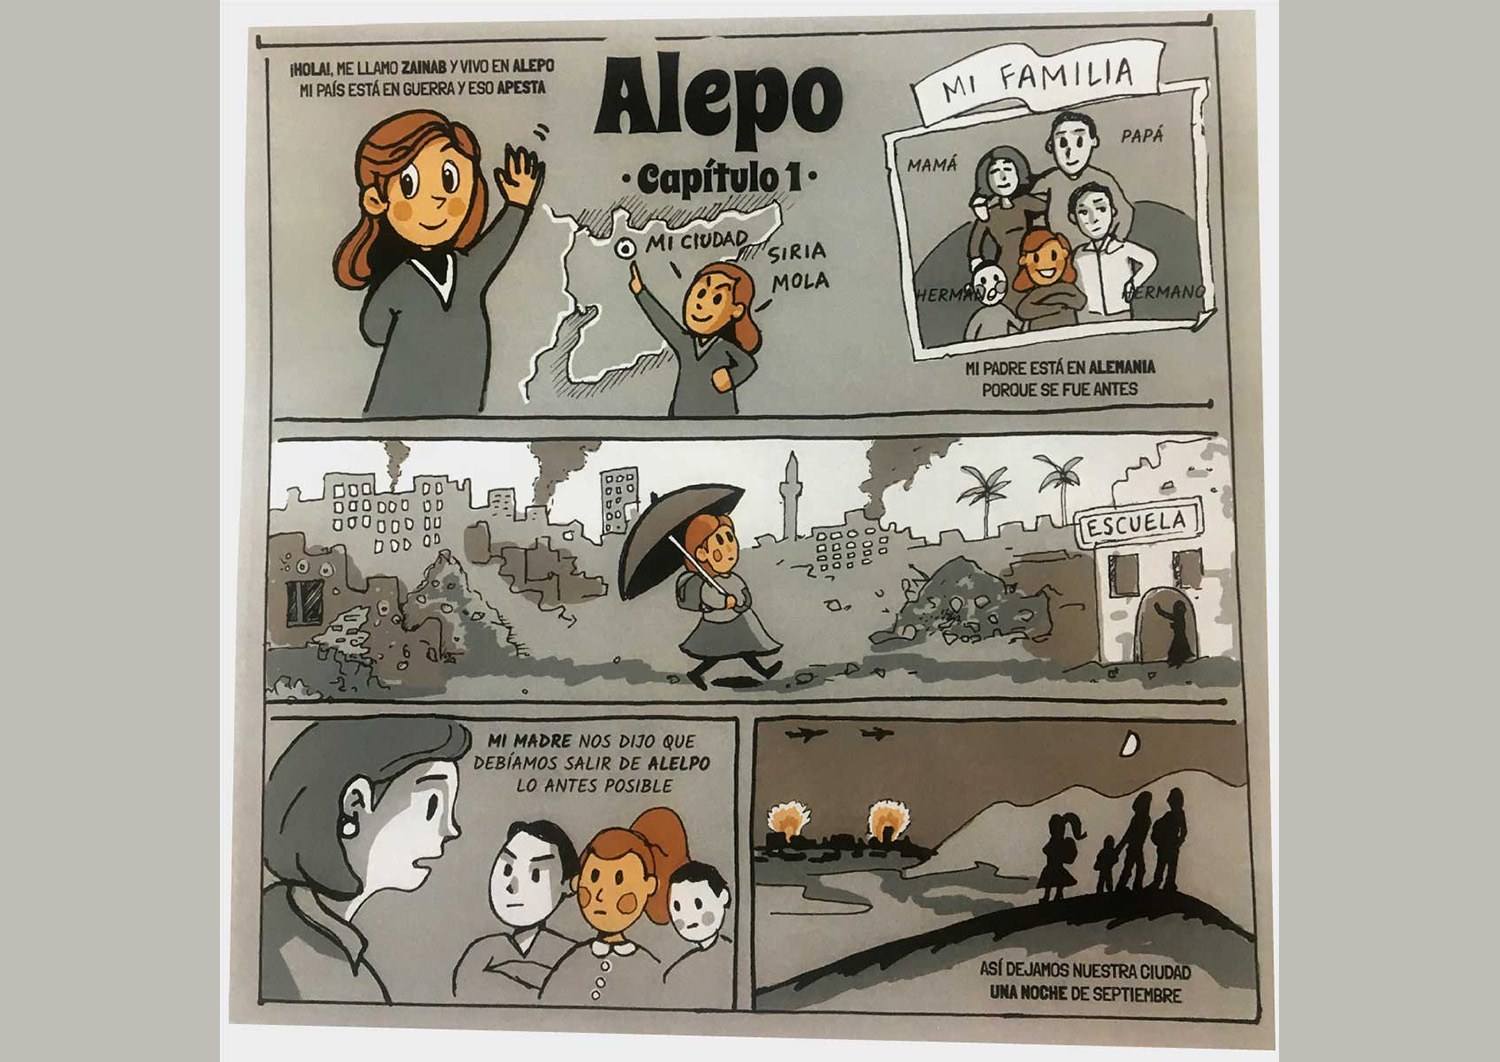 ¡HOLA!, ME LLAMO ZAINAB Y VIVO EN ALEPO
MI PAÍS ESTÁ EN GUERRA Y ESO APESTA
Alepo
· Capítulo 1 ·
MI CIUDAD
SIRIA
MOLA
MI FAMILIA
MAMÁ
PAPÁ
HERMANO
HERMANO
MI PADRE ESTÁ EN ALEMANIA
PORQUE SE FUE ANTES
ESCUELA
MI MADRE NOS DIJO QUE
DEBÍAMOS SALIR DE ALELPO
LO ANTES POSIBLE
ASÍ DEJAMOS NUESTRA CIUDAD
UNA NOCHE DE SEPTIEMBRE